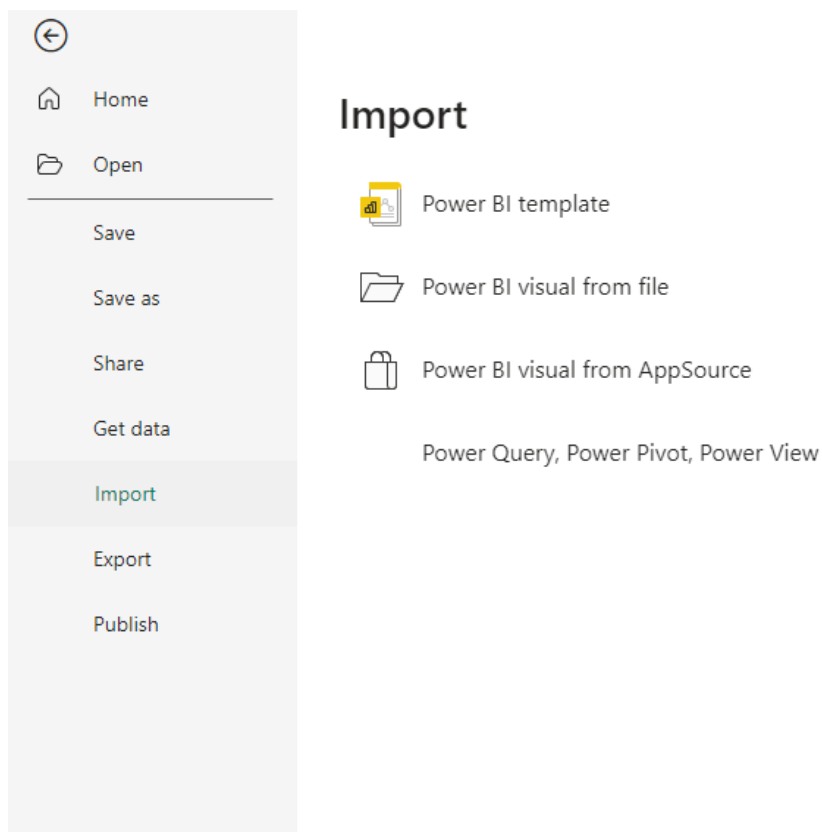 Home
Open
Save
Save as
Share
Get data
Import
Export
Publish
Import
Power BI template
Power BI visual from file
Power BI visual from AppSource
Power Query, Power Pivot, Power View